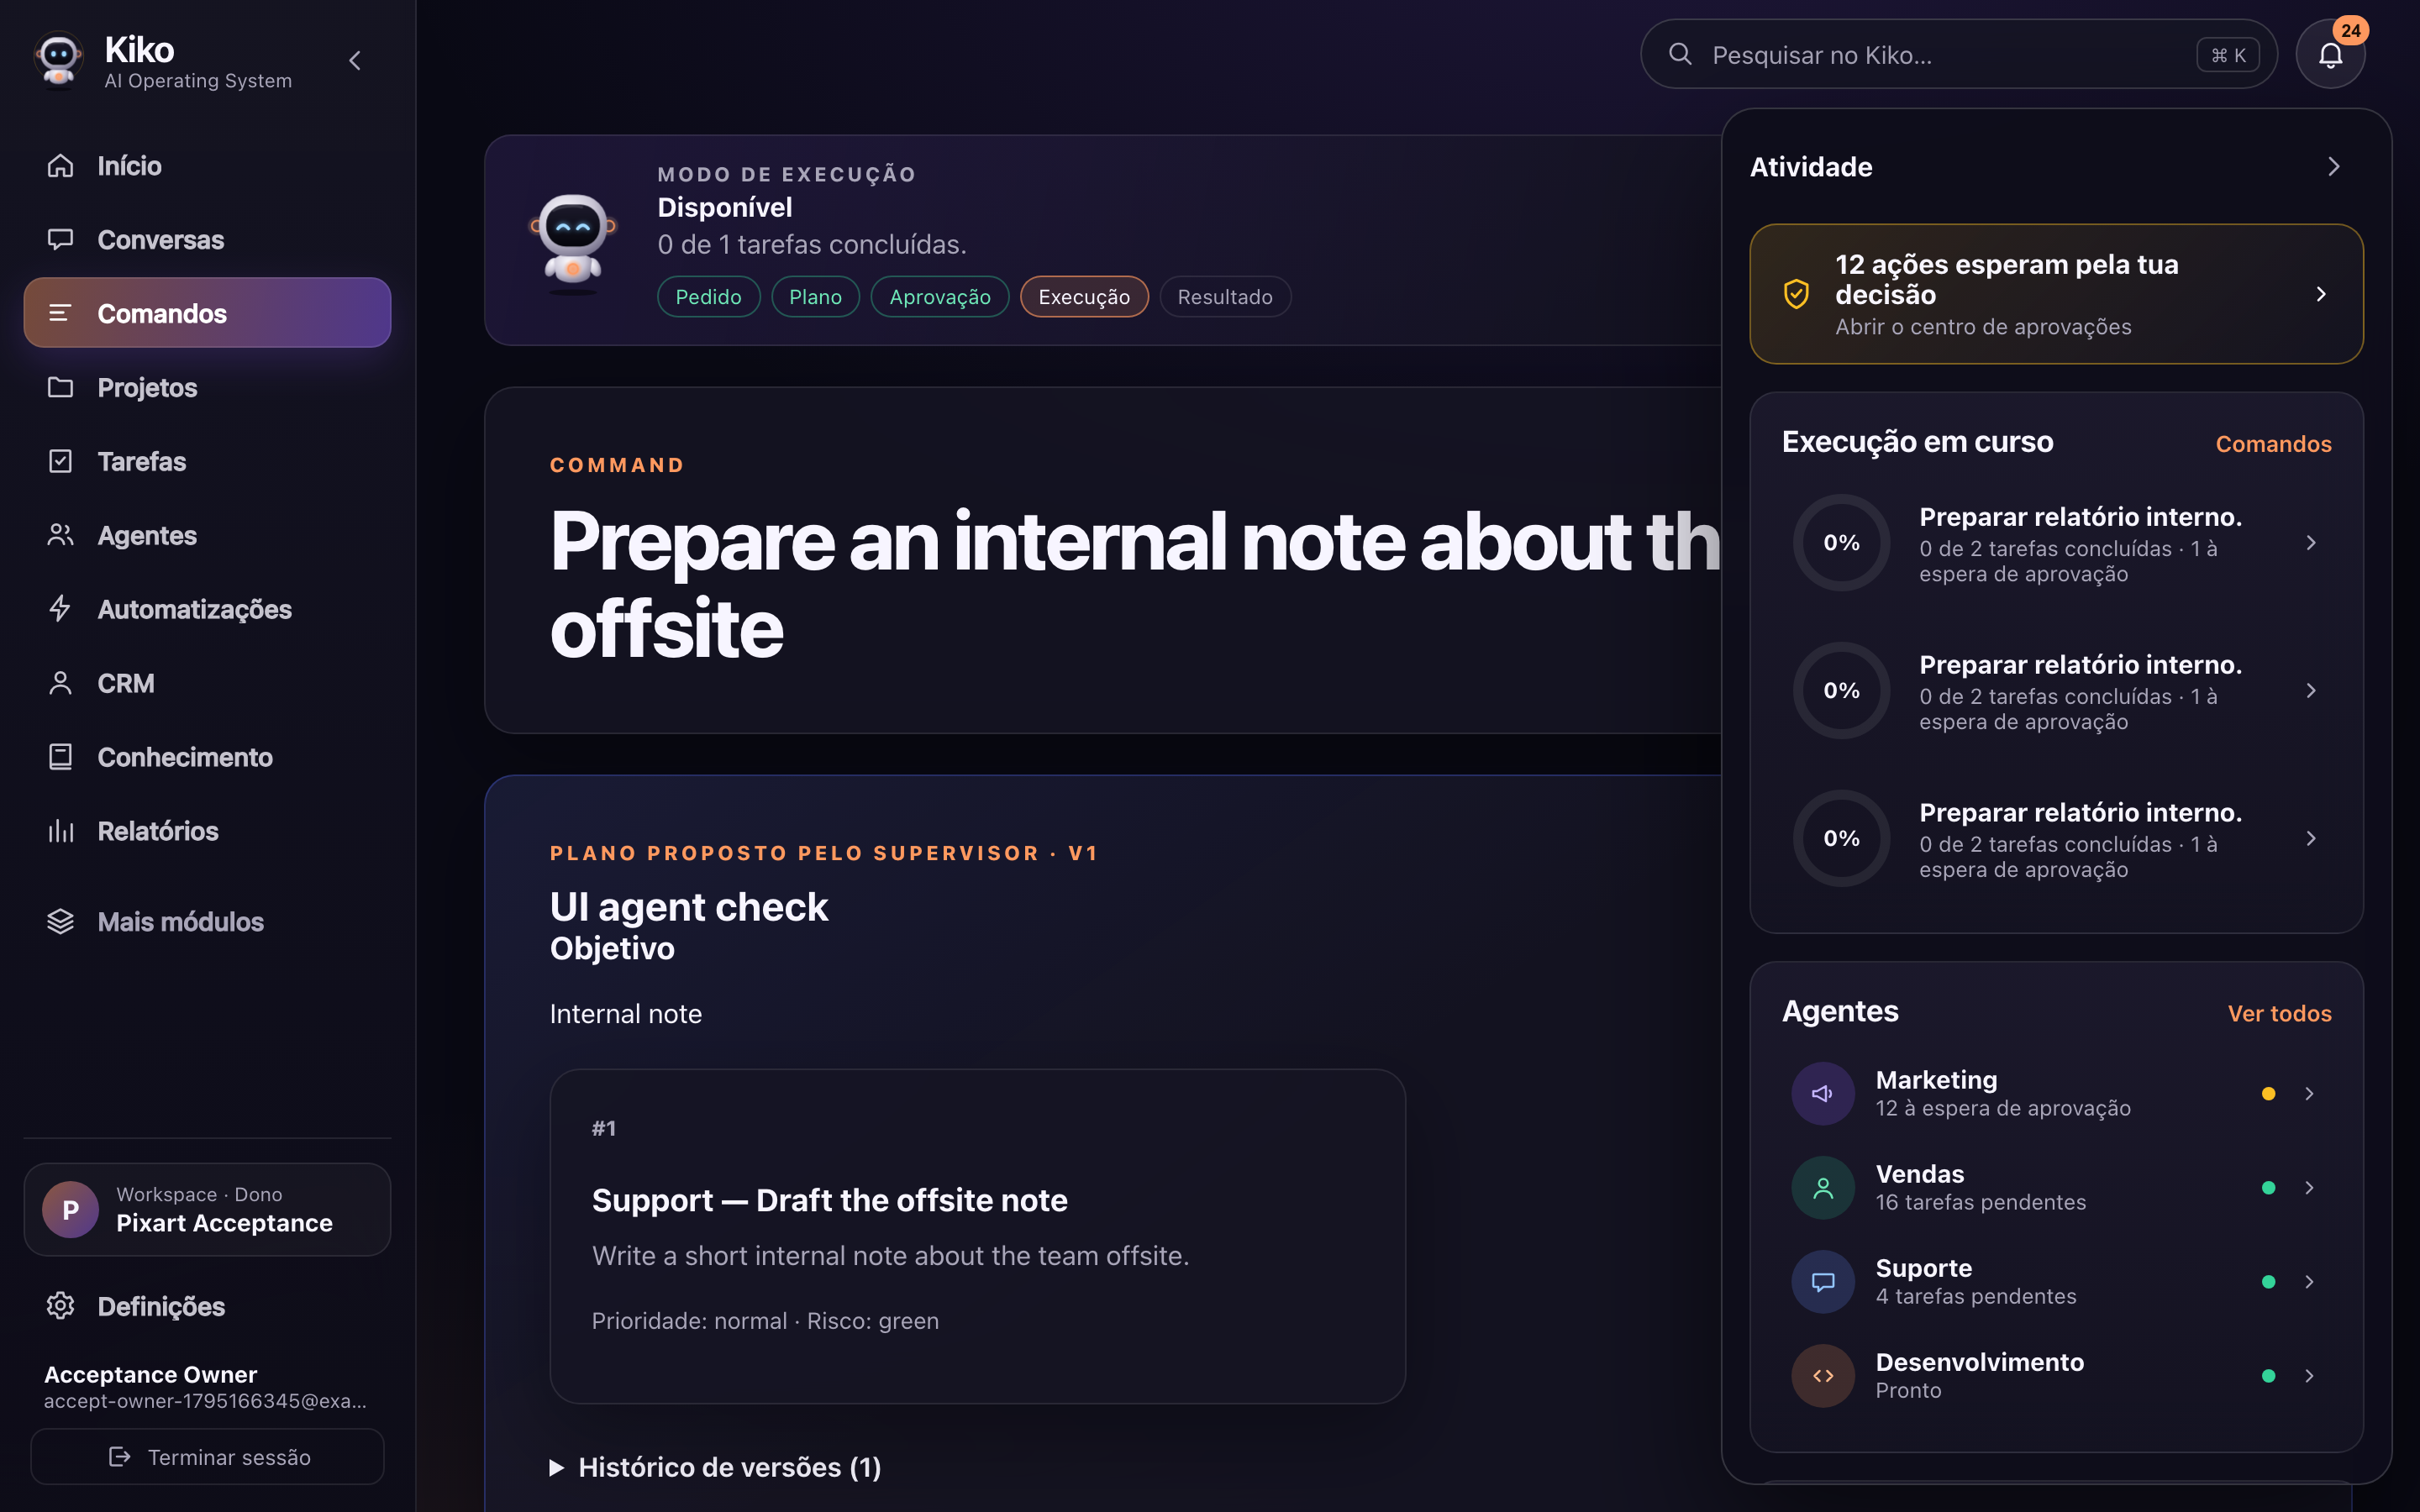 Kiko
AI Operating System
Início
Conversas
Comandos
Projetos
Tarefas
Agentes
Automatizações
CRM
Conhecimento
Relatórios
Mais módulos
P
Workspace · Dono
Pixart Acceptance
Definições
Acceptance Owner
accept-owner-1795166345@exa...
Terminar sessão
Pesquisar no Kiko...
⌘ K
24
MODO DE EXECUÇÃO
Disponível
0 de 1 tarefas concluídas.
Pedido
Plano
Aprovação
Execução
Resultado
COMMAND
Prepare an internal note about th
offsite
PLANO PROPOSTO PELO SUPERVISOR · V1
UI agent check
Objetivo
Internal note
#1
Support — Draft the offsite note
Write a short internal note about the team offsite.
Prioridade: normal · Risco: green
Histórico de versões (1)
Atividade
12 ações esperam pela tua
decisão
Abrir o centro de aprovações
Execução em curso
Comandos
0%
Preparar relatório interno.
0 de 2 tarefas concluídas · 1 à
espera de aprovação
0%
Preparar relatório interno.
0 de 2 tarefas concluídas · 1 à
espera de aprovação
0%
Preparar relatório interno.
0 de 2 tarefas concluídas · 1 à
espera de aprovação
Agentes
Ver todos
Marketing
12 à espera de aprovação
Vendas
16 tarefas pendentes
Suporte
4 tarefas pendentes
Desenvolvimento
Pronto